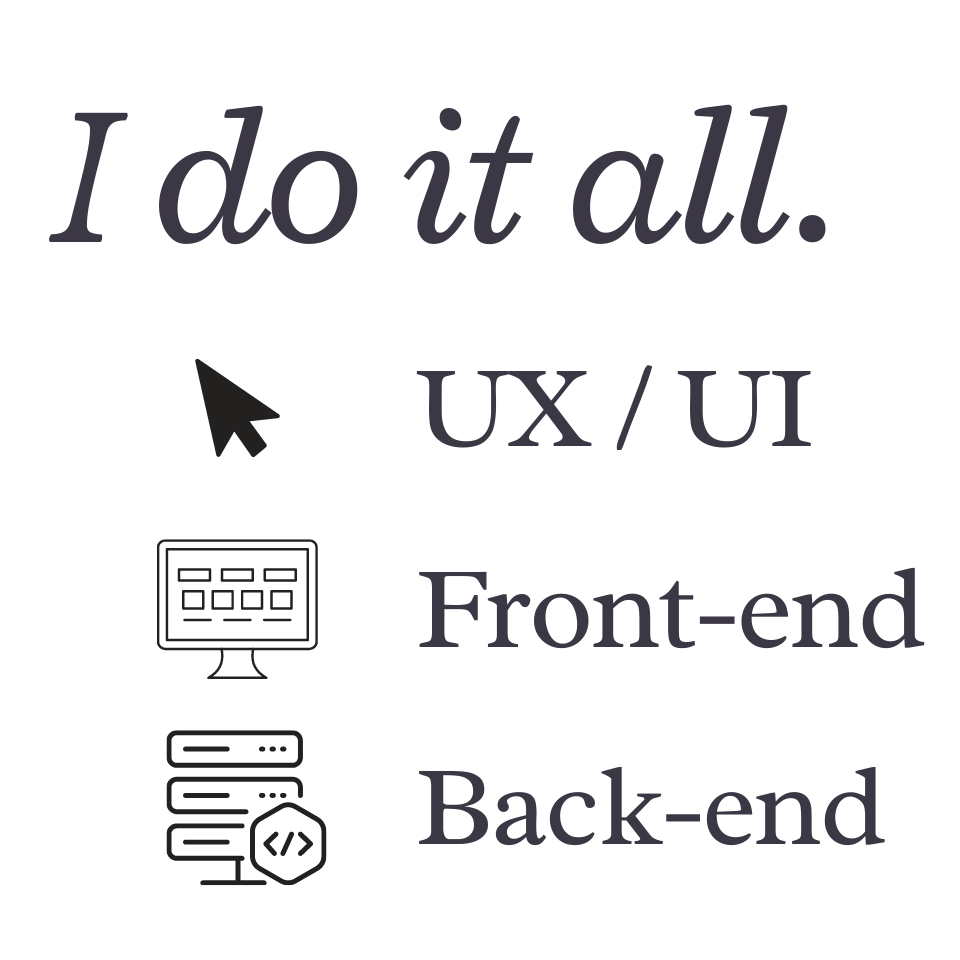 I do it all.
UX / UI
Front-end
Back-end
</>